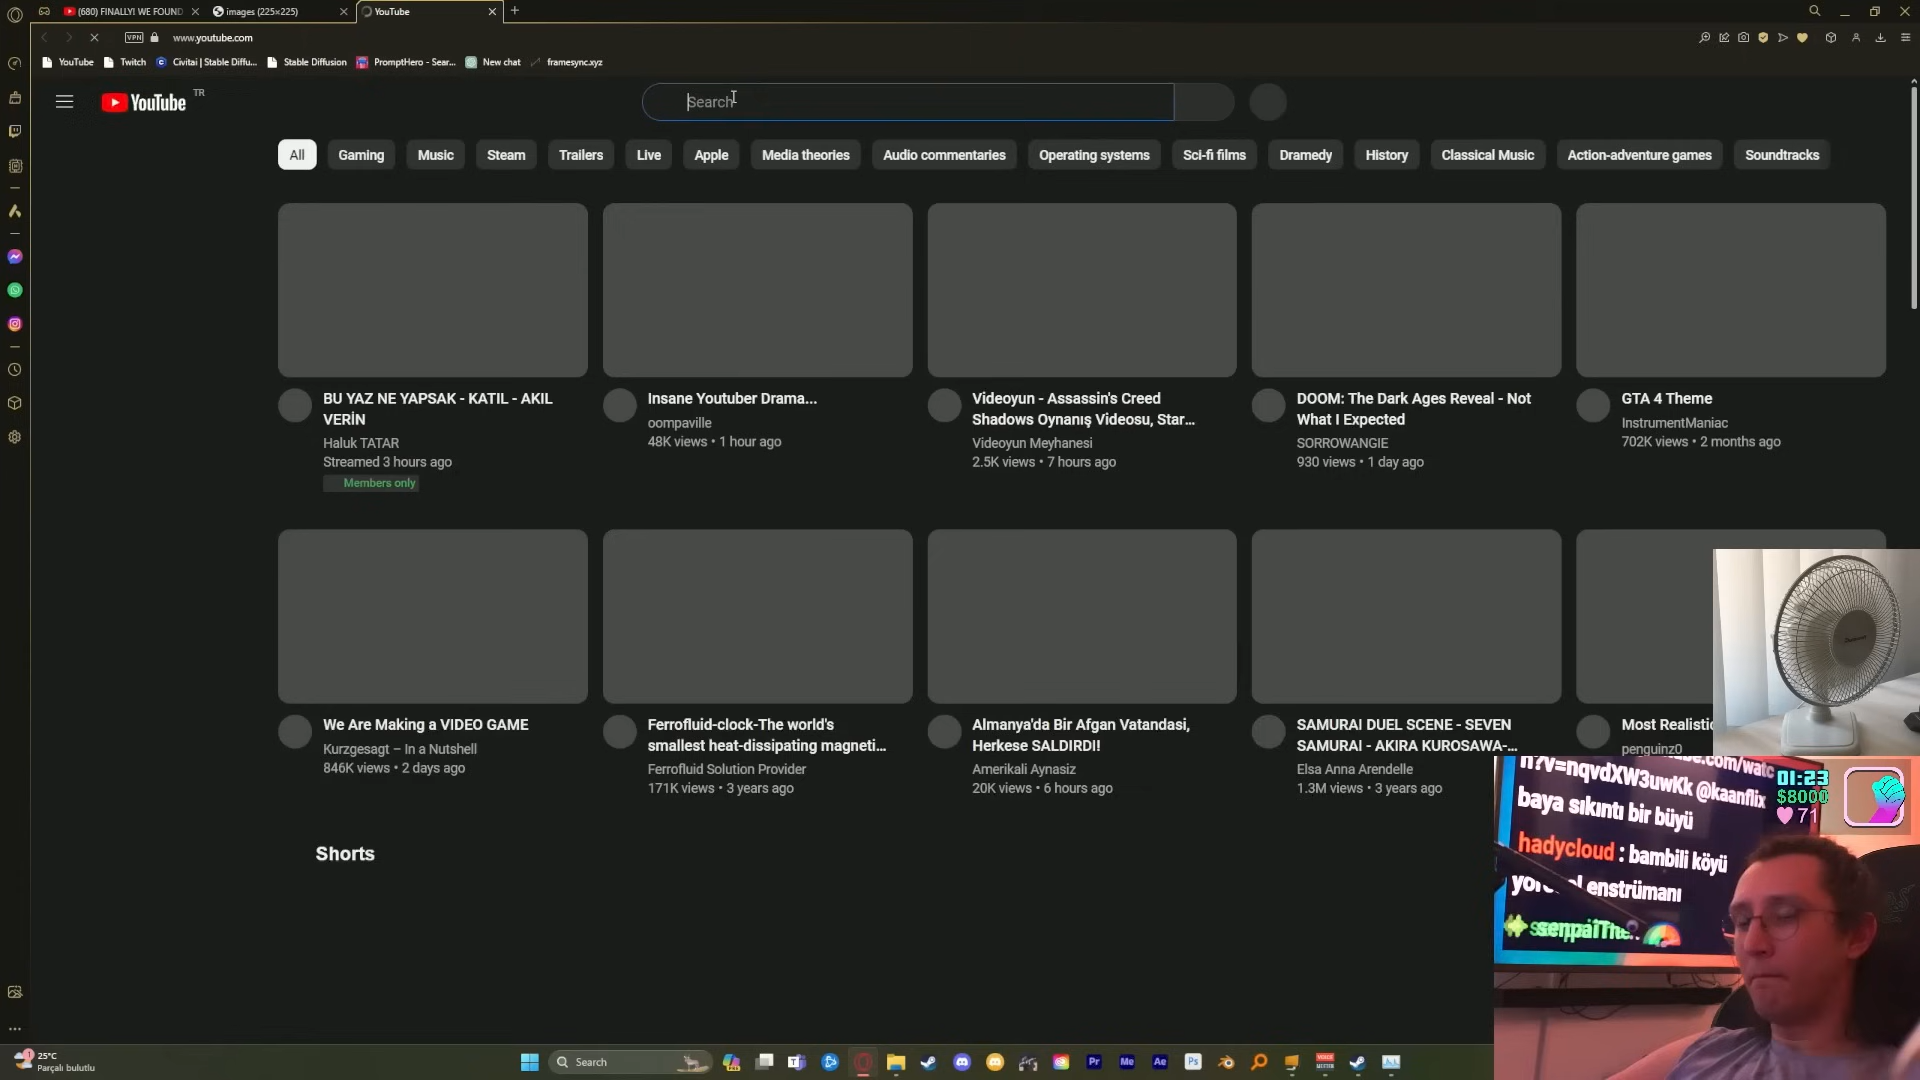 (680) FINALLY! WE FOUND
images (225×225)
YouTube
VPN
www.youtube.com
YouTube
Twitch
Civitai | Stable Diffu...
Stable Diffusion
PromptHero - Sear...
New chat
framesync.xyz
YouTube TR
Search
All
Gaming
Music
Steam
Trailers
Live
Apple
Media theories
Audio commentaries
Operating systems
Sci-fi films
Dramedy
History
Classical Music
Action-adventure games
Soundtracks
BU YAZ NE YAPSAK - KATIL - AKIL
VERİN
Haluk TATAR
Streamed 3 hours ago
Members only
Insane Youtuber Drama...
oompaville
48K views • 1 hour ago
Videoyun - Assassin's Creed
Shadows Oynanış Videosu, Star...
Videoyun Meyhanesi
2.5K views • 7 hours ago
DOOM: The Dark Ages Reveal - Not
What I Expected
SORROWANGIE
930 views • 1 day ago
GTA 4 Theme
InstrumentManiac
702K views • 2 months ago
We Are Making a VIDEO GAME
Kurzgesagt – In a Nutshell
846K views • 2 days ago
Ferrofluid-clock-The world's
smallest heat-dissipating magneti...
Ferrofluid Solution Provider
171K views • 3 years ago
Almanya'da Bir Afgan Vatandasi,
Herkese SALDIRDI!
Amerikali Aynasiz
20K views • 6 hours ago
SAMURAI DUEL SCENE - SEVEN
SAMURAI - AKIRA KUROSAWA-...
Elsa Anna Arendelle
1.3M views • 3 years ago
Most Realistic
penguinz0
Shorts
h?v=nqvdXW3uwKk @kaanflix
baya sıkıntı bir büyü
hadycloud : bambili köyü
enstrümanı
senpaiThe..
01:23
$8000
71
25°C
Parçalı bulutlu
Search
Pr
Me
Ae
Ps